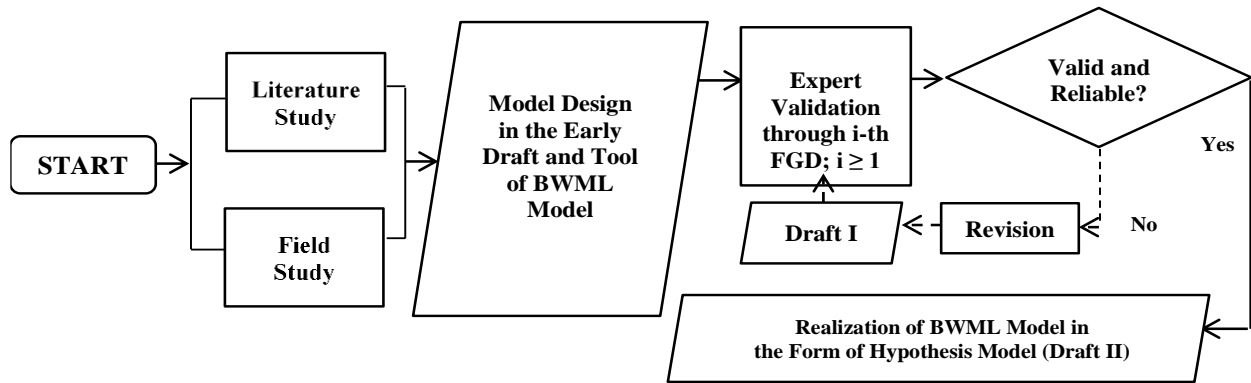 START
Literature
Study
Field
Study
Model Design
in the Early
Draft and Tool
of BWML
Model
Expert
Validation
through i-th
FGD; i ≥ 1
Valid and
Reliable?
Yes
No
Revision
Draft I
Realization of BWML Model in
the Form of Hypothesis Model (Draft II)